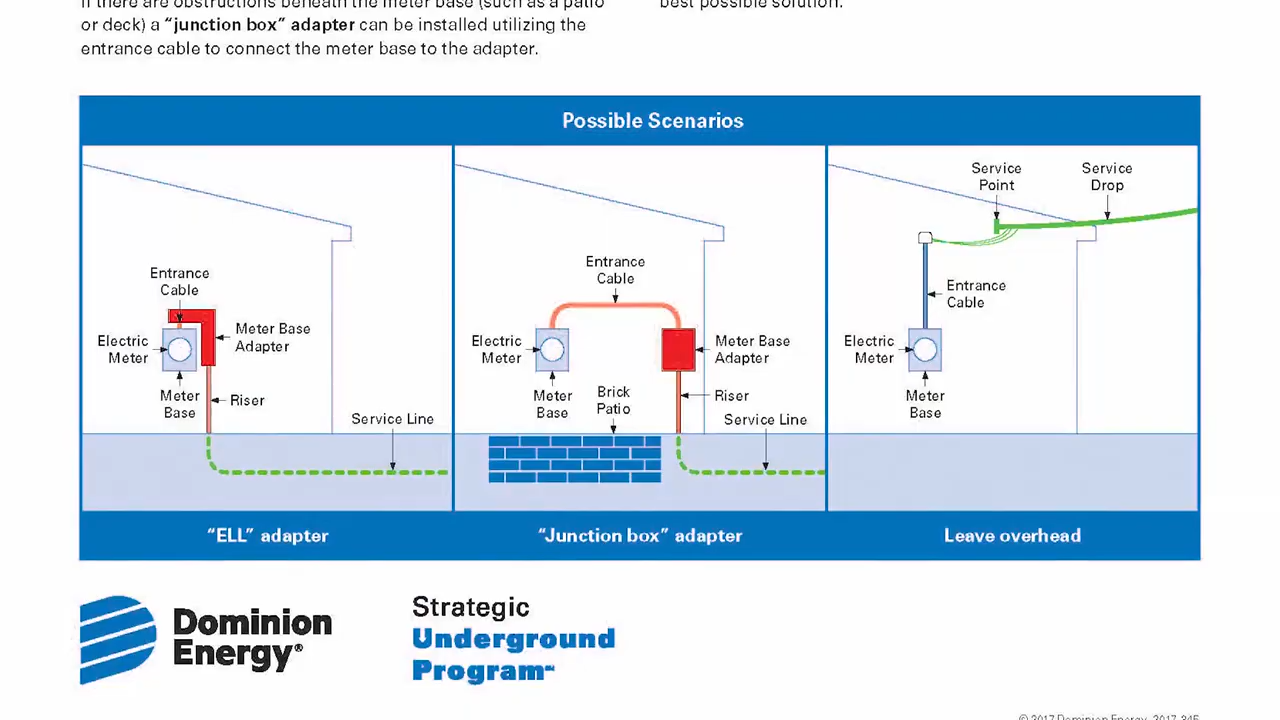 If there are obstructions beneath the meter base (such as a patio
or deck) a “junction box” adapter can be installed utilizing the
entrance cable to connect the meter base to the adapter.
best possible solution.
Possible Scenarios
Entrance
Cable
Electric
Meter
Meter Base
Adapter
Meter
Base
Riser
Service Line
“ELL” adapter
Entrance
Cable
Electric
Meter
Meter Base
Adapter
Meter
Base
Brick
Patio
Riser
Service Line
“Junction box” adapter
Service
Point
Service
Drop
Entrance
Cable
Electric
Meter
Meter
Base
Leave overhead
Dominion
Energy®
Strategic
Underground
Program℠
© 2017 Dominion Energy, 2017-345